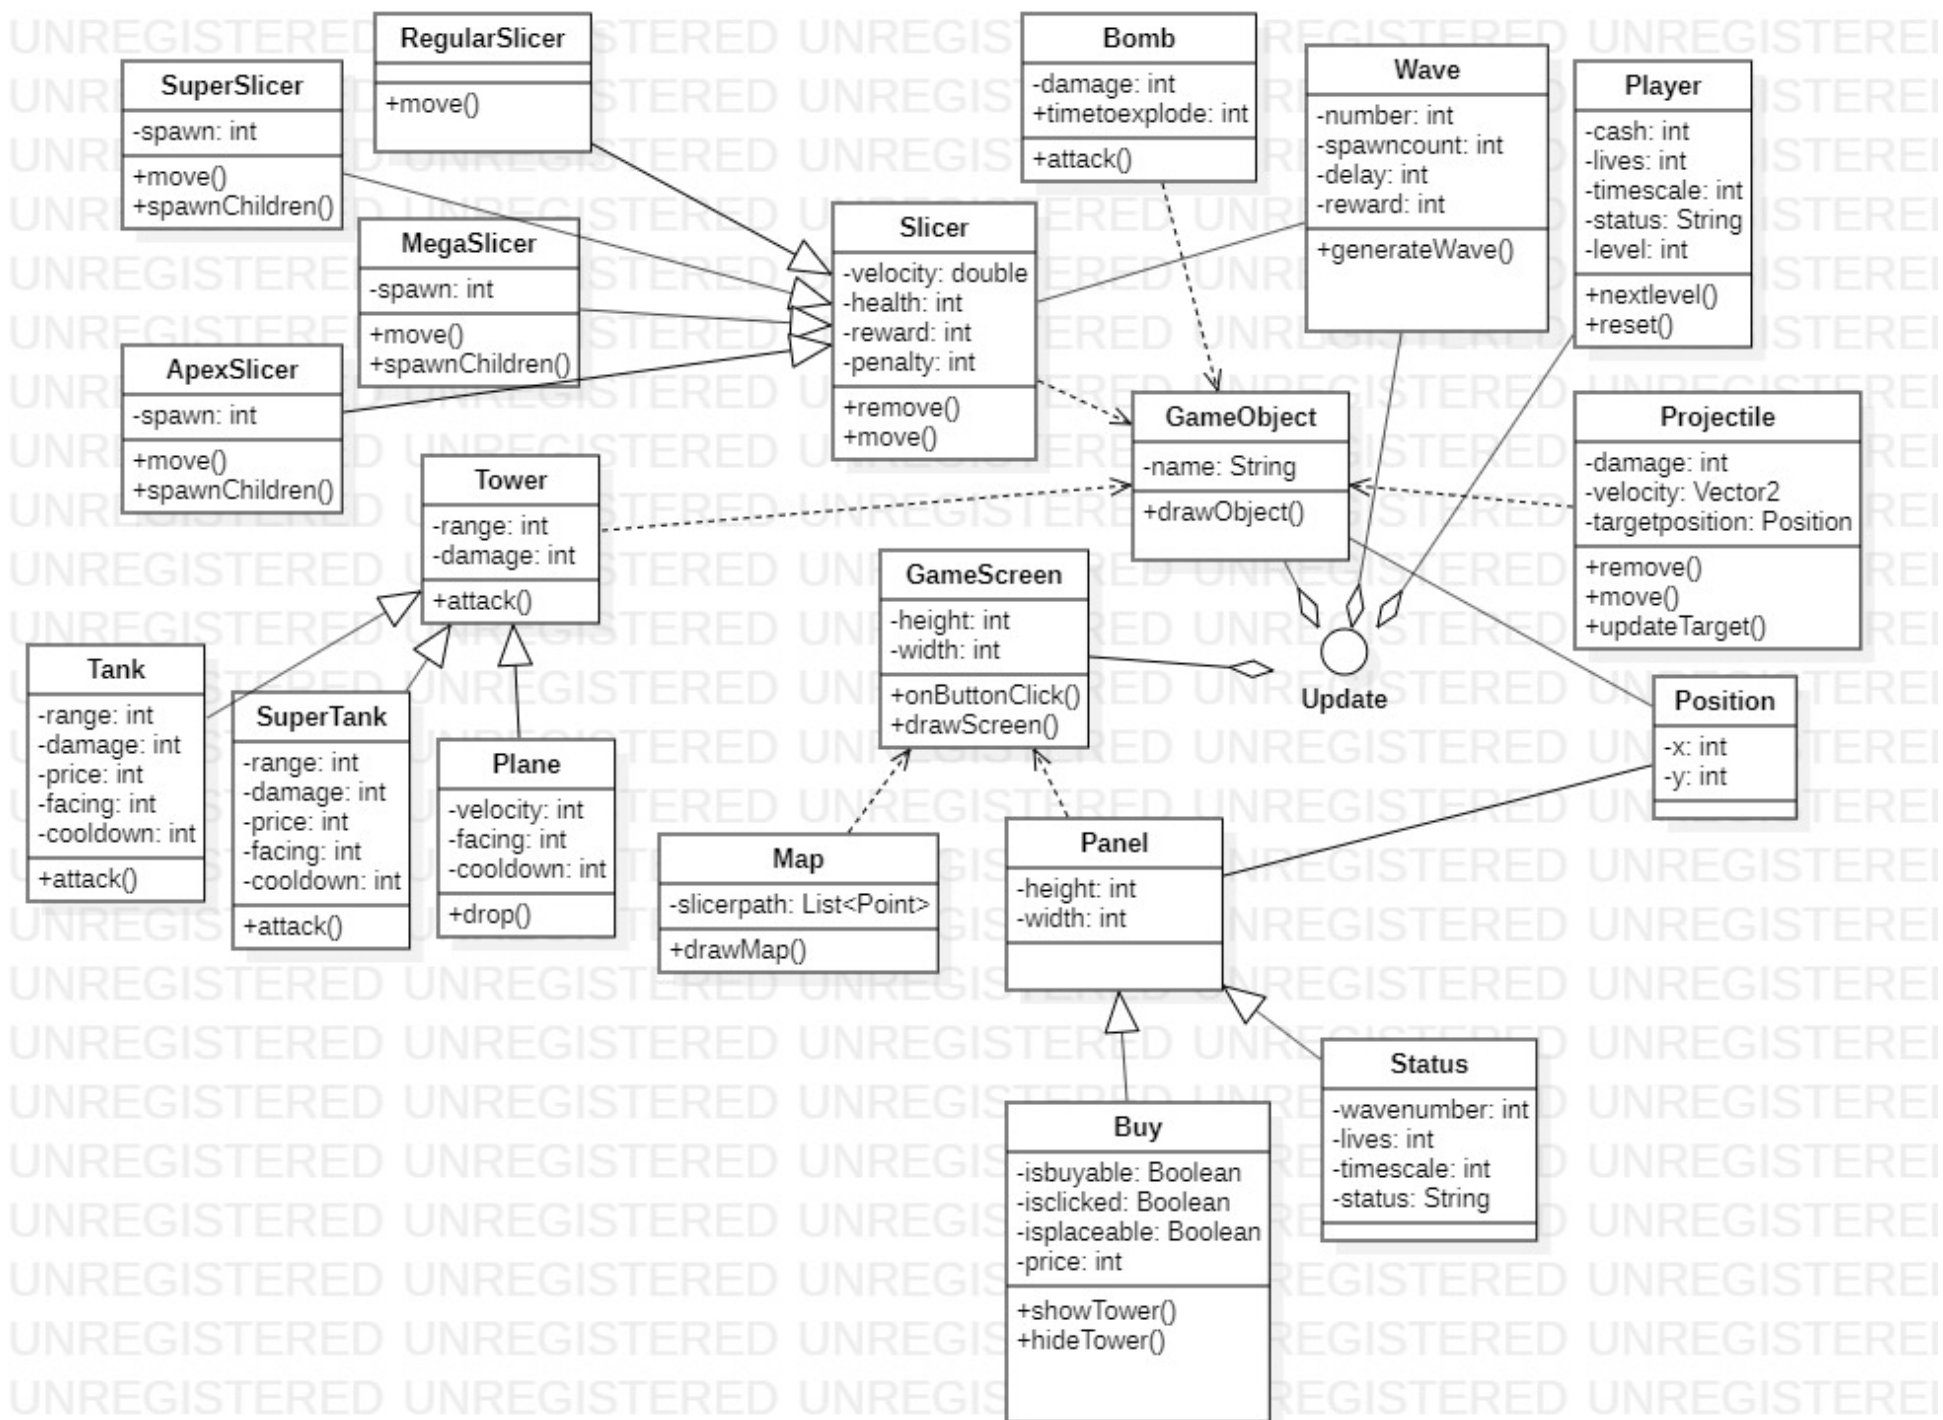 RegularSlicer
+move()
SuperSlicer
-spawn: int
+move()
+spawnChildren()
MegaSlicer
-spawn: int
+move()
+spawnChildren()
ApexSlicer
-spawn: int
+move()
+spawnChildren()
Slicer
-velocity: double
-health: int
-reward: int
-penalty: int
+remove()
+move()
Bomb
-damage: int
+timetoexplode: int
+attack()
Wave
-number: int
-spawncount: int
-delay: int
-reward: int
+generateWave()
Player
-cash: int
-lives: int
-timescale: int
-status: String
-level: int
+nextlevel()
+reset()
GameObject
-name: String
+drawObject()
Projectile
-damage: int
-velocity: Vector2
-targetposition: Position
+remove()
+move()
+updateTarget()
Tower
-range: int
-damage: int
+attack()
GameScreen
-height: int
-width: int
+onButtonClick()
+drawScreen()
Update
Position
-x: int
-y: int
Tank
-range: int
-damage: int
-price: int
-facing: int
-cooldown: int
+attack()
SuperTank
-range: int
-damage: int
-price: int
-facing: int
-cooldown: int
+attack()
Plane
-velocity: int
-facing: int
-cooldown: int
+drop()
Map
-slicerpath: List<Point>
+drawMap()
Panel
-height: int
-width: int
Buy
-isbuyable: Boolean
-isclicked: Boolean
-isplaceable: Boolean
-price: int
+showTower()
+hideTower()
Status
-wavenumber: int
-lives: int
-timescale: int
-status: String
UNREGISTERED